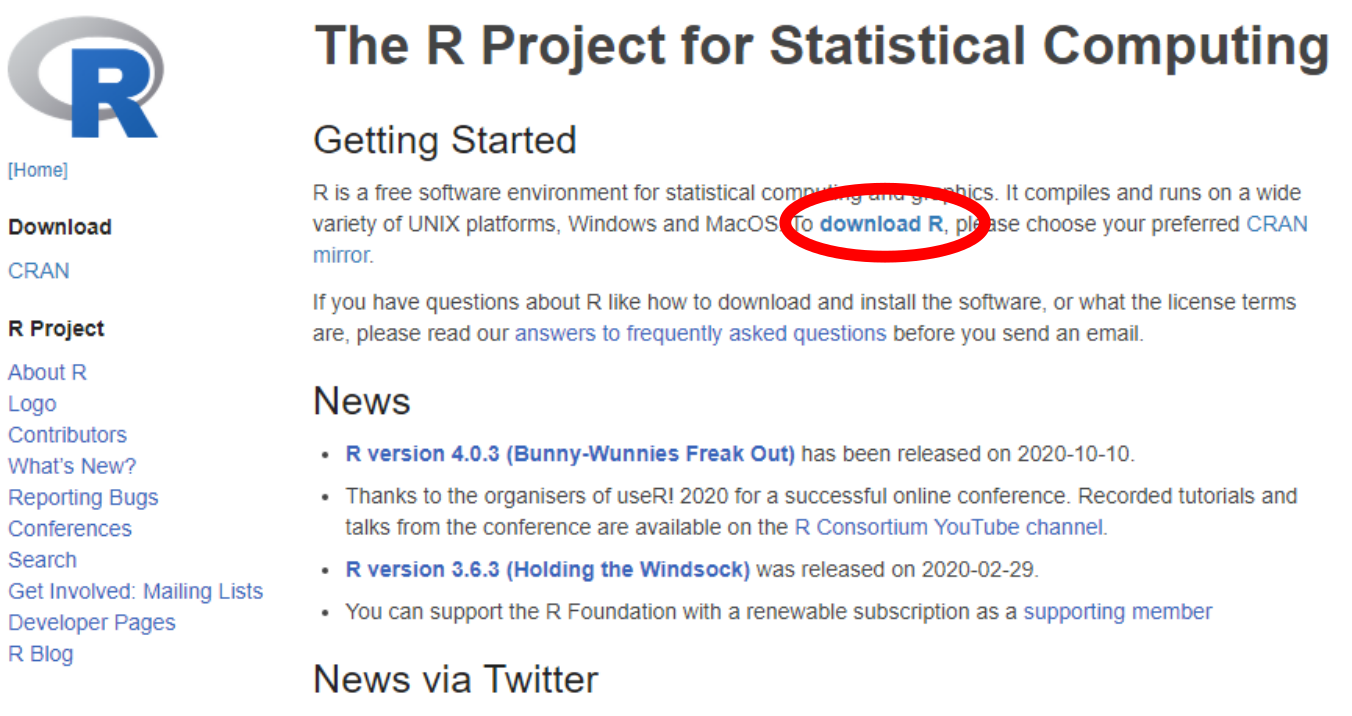 R
The R Project for Statistical Computing
[Home]
Download
CRAN
R Project
About R
Logo
Contributors
What's New?
Reporting Bugs
Conferences
Search
Get Involved: Mailing Lists
Developer Pages
R Blog
Getting Started
R is a free software environment for statistical computing and graphics. It compiles and runs on a wide
variety of UNIX platforms, Windows and MacOS. To download R, please choose your preferred CRAN
mirror.
If you have questions about R like how to download and install the software, or what the license terms
are, please read our answers to frequently asked questions before you send an email.
News
• R version 4.0.3 (Bunny-Wunnies Freak Out) has been released on 2020-10-10.
• Thanks to the organisers of useR! 2020 for a successful online conference. Recorded tutorials and
talks from the conference are available on the R Consortium YouTube channel.
• R version 3.6.3 (Holding the Windsock) was released on 2020-02-29.
• You can support the R Foundation with a renewable subscription as a supporting member
News via Twitter